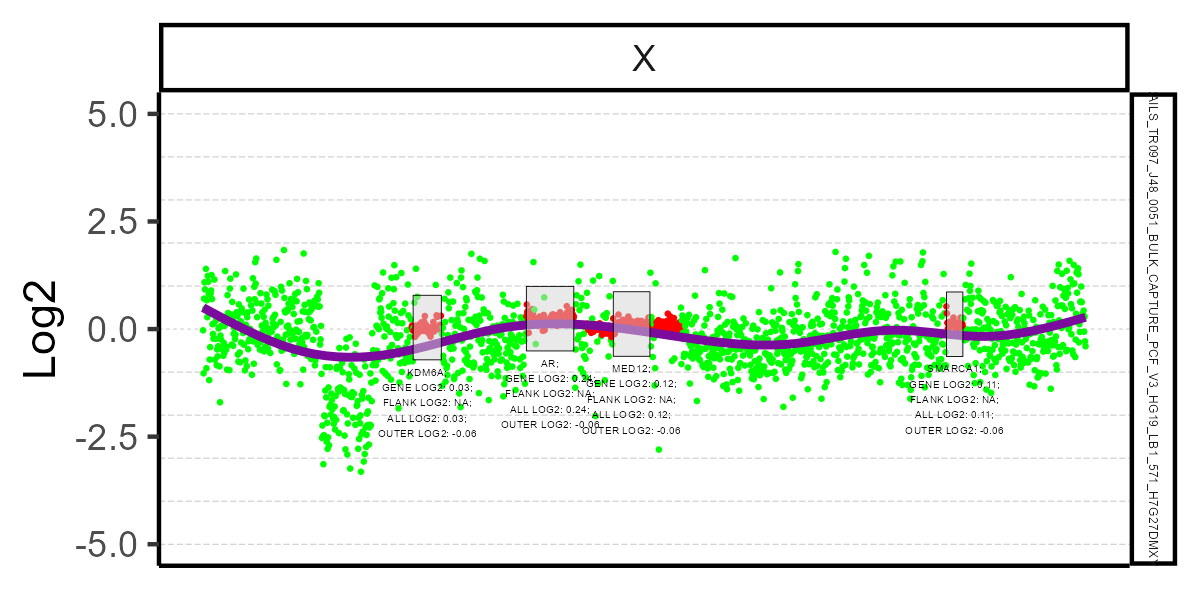 X
Log2
5.0
2.5
0.0
-2.5
-5.0
KDM6A;
GENE LOG2: 0.03;
FLANK LOG2: NA;
ALL LOG2: 0.03;
OUTER LOG2: -0.06
AR;
GENE LOG2: 0.24;
FLANK LOG2: NA;
ALL LOG2: 0.24;
OUTER LOG2: -0.06
MED12;
GENE LOG2: 0.12;
FLANK LOG2: NA;
ALL LOG2: 0.12;
OUTER LOG2: -0.06
SMARCA1;
GENE LOG2: 0.11;
FLANK LOG2: NA;
ALL LOG2: 0.11;
OUTER LOG2: -0.06
AILS_TR097_J48_0051_BULK_CAPTURE_PCF_V3_HG19_LB1_571_H7G27DMXY